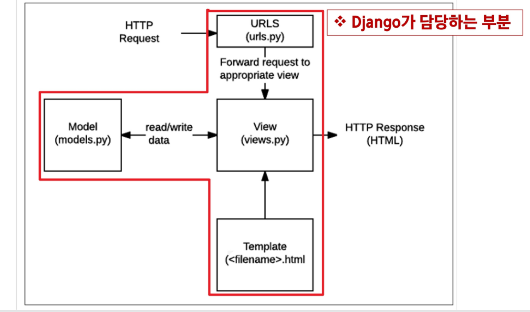 ❖ Django가 담당하는 부분
HTTP
Request
URLS
(urls.py)
Forward request to
appropriate view
Model
(models.py)
read/write
data
View
(views.py)
HTTP Response
(HTML)
Template
(<filename>.html